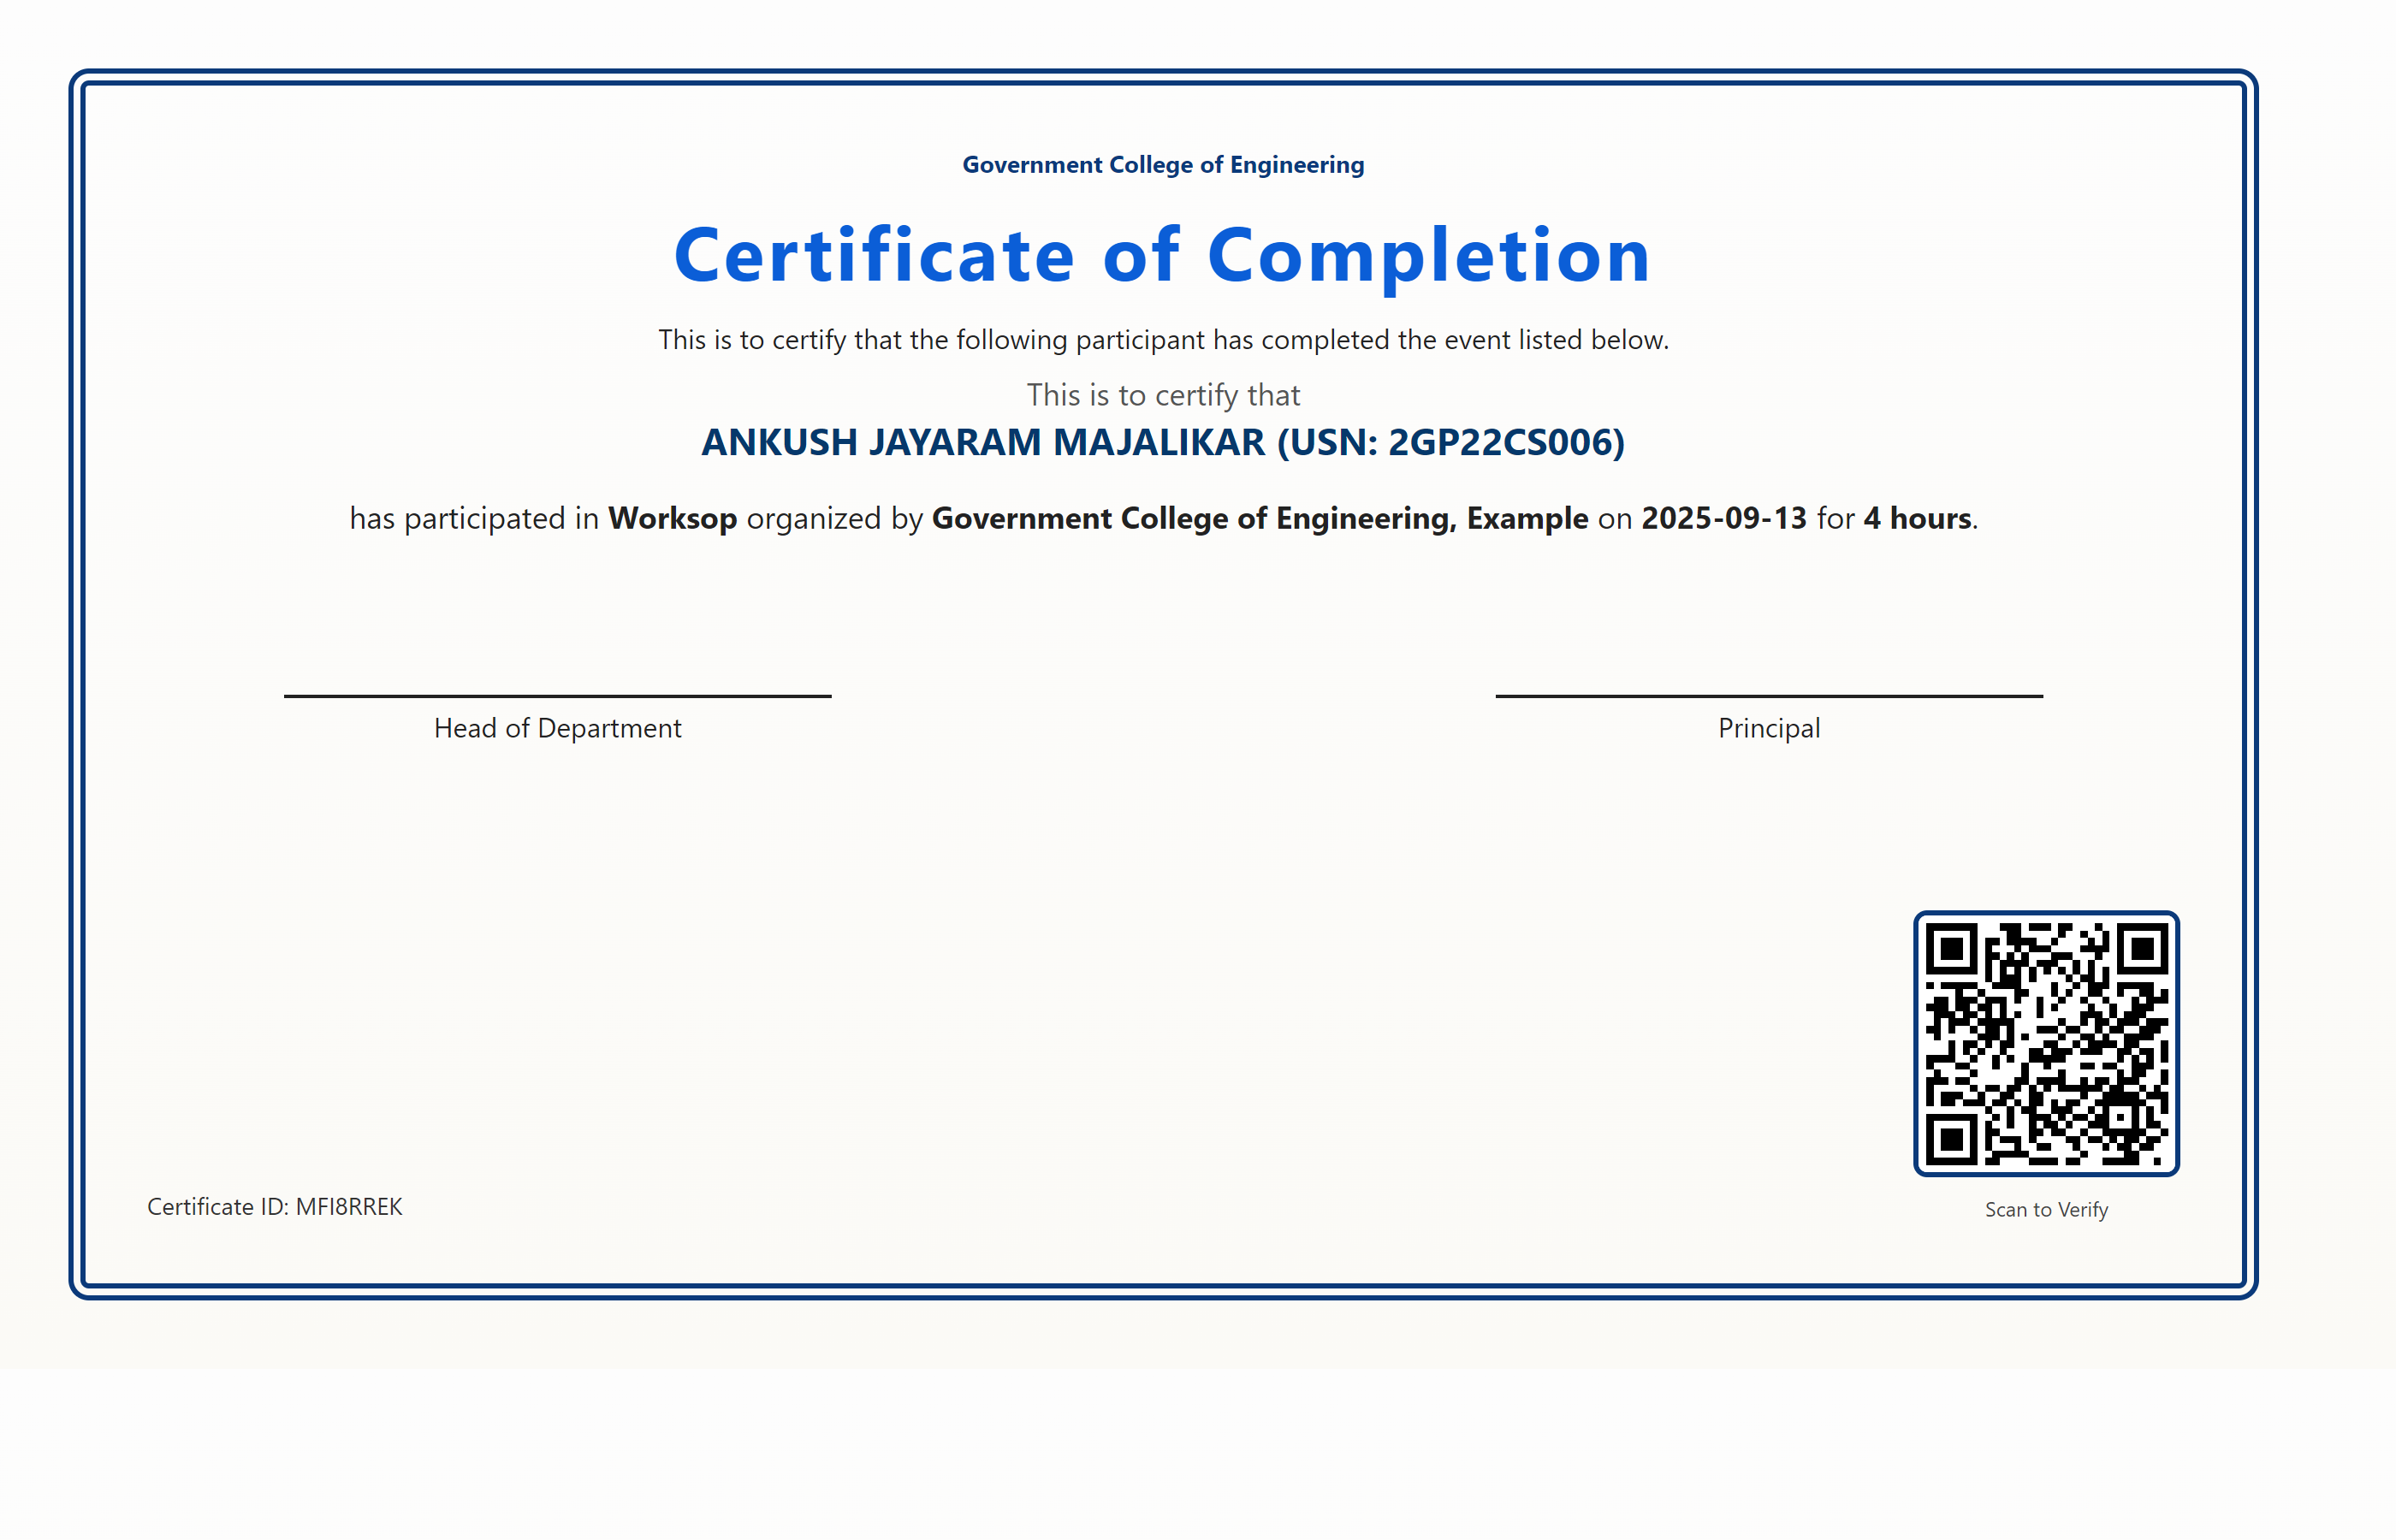 Government College of Engineering
Certificate of Completion
This is to certify that the following participant has completed the event listed below.
This is to certify that
ANKUSH JAYARAM MAJALIKAR (USN: 2GP22CS006)
has participated in Worksop organized by Government College of Engineering, Example on 2025-09-13 for 4 hours.
Head of Department
Principal
Certificate ID: MFI8RREK
Scan to Verify